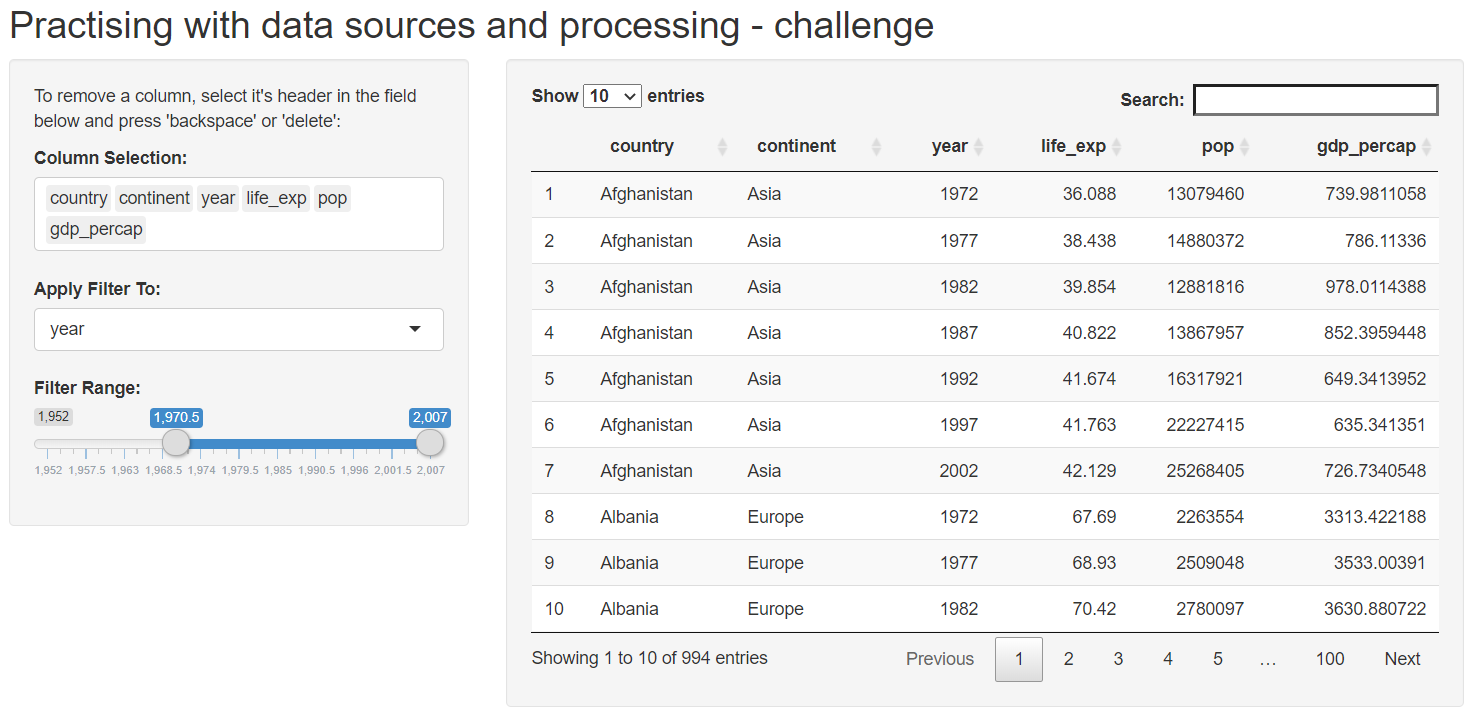 Practising with data sources and processing - challenge
To remove a column, select it's header in the field
below and press 'backspace' or 'delete':
Column Selection:
country continent year life_exp pop
gdp_percap
Apply Filter To:
year
Filter Range:
1,952 1,970.5 2,007
1,952 1,957.5 1,963 1,968.5 1,974 1,979.5 1,985 1,990.5 1,996 2,001.5 2,007
Show 10 entries
Search:
country continent year life_exp pop gdp_percap
1 Afghanistan Asia 1972 36.088 13079460 739.9811058
2 Afghanistan Asia 1977 38.438 14880372 786.11336
3 Afghanistan Asia 1982 39.854 12881816 978.0114388
4 Afghanistan Asia 1987 40.822 13867957 852.3959448
5 Afghanistan Asia 1992 41.674 16317921 649.3413952
6 Afghanistan Asia 1997 41.763 22227415 635.341351
7 Afghanistan Asia 2002 42.129 25268405 726.7340548
8 Albania Europe 1972 67.69 2263554 3313.422188
9 Albania Europe 1977 68.93 2509048 3533.00391
10 Albania Europe 1982 70.42 2780097 3630.880722
Showing 1 to 10 of 994 entries
Previous 1 2 3 4 5 … 100 Next